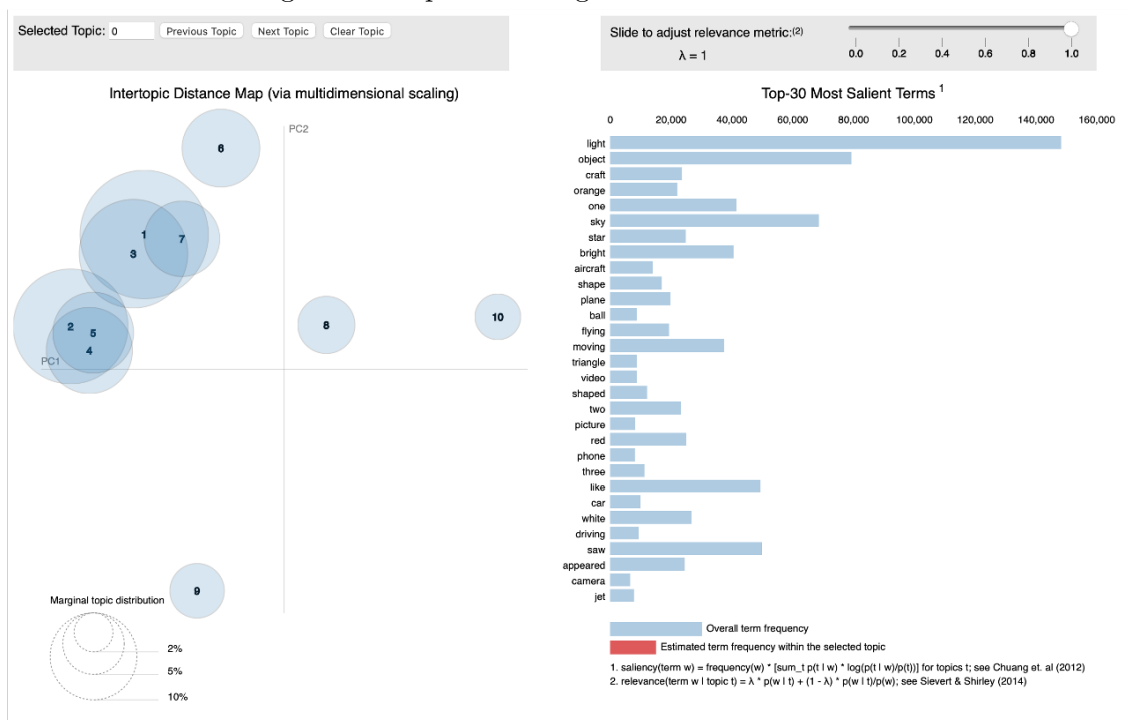 Selected Topic: 0 Previous Topic Next Topic Clear Topic
Slide to adjust relevance metric:(2)
λ = 1
0.0 0.2 0.4 0.6 0.8 1.0
Intertopic Distance Map (via multidimensional scaling)
PC2
PC1
6
1
7
3
2
5
4
8
10
9
Marginal topic distribution
2%
5%
10%
Top-30 Most Salient Terms 1
0 20,000 40,000 60,000 80,000 100,000 120,000 140,000 160,000
light
object
craft
orange
one
sky
star
bright
aircraft
shape
plane
ball
flying
moving
triangle
video
shaped
two
picture
red
phone
three
like
car
white
driving
saw
appeared
camera
jet
Overall term frequency
Estimated term frequency within the selected topic
1. saliency(term w) = frequency(w) * [sum_t p(t l w) * log(p(t l w)/p(t))] for topics t; see Chuang et. al (2012)
2. relevance(term w l topic t) = λ * p(w l t) + (1 - λ) * p(w l t)/p(w); see Sievert & Shirley (2014)